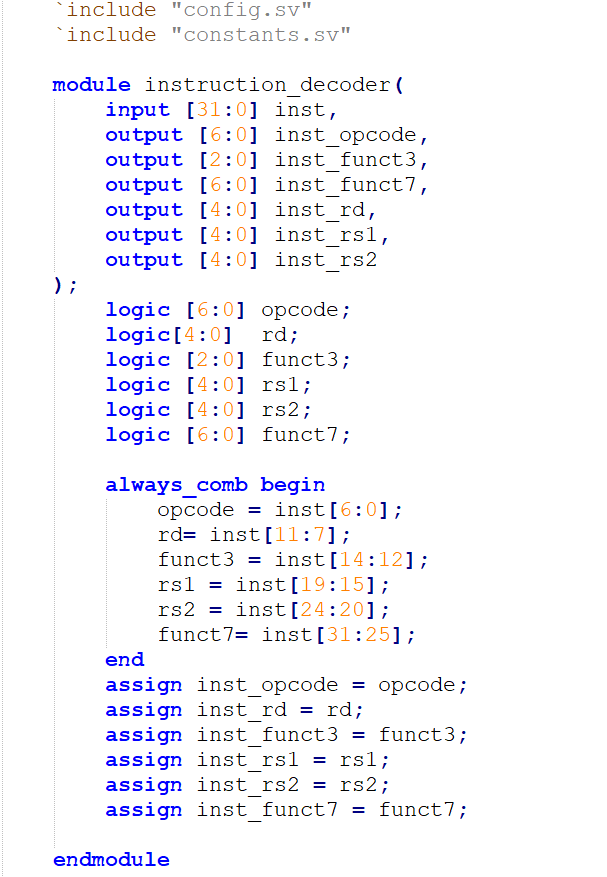 `include "config.sv"
`include "constants.sv"

module instruction_decoder(
    input [31:0] inst,
    output [6:0] inst_opcode,
    output [2:0] inst_funct3,
    output [6:0] inst_funct7,
    output [4:0] inst_rd,
    output [4:0] inst_rs1,
    output [4:0] inst_rs2
);
    logic [6:0] opcode;
    logic[4:0]  rd;
    logic [2:0] funct3;
    logic [4:0] rs1;
    logic [4:0] rs2;
    logic [6:0] funct7;

    always_comb begin
        opcode = inst[6:0];
        rd= inst[11:7];
        funct3 = inst[14:12];
        rs1 = inst[19:15];
        rs2 = inst[24:20];
        funct7= inst[31:25];
    end
    assign inst_opcode = opcode;
    assign inst_rd = rd;
    assign inst_funct3 = funct3;
    assign inst_rs1 = rs1;
    assign inst_rs2 = rs2;
    assign inst_funct7 = funct7;

endmodule